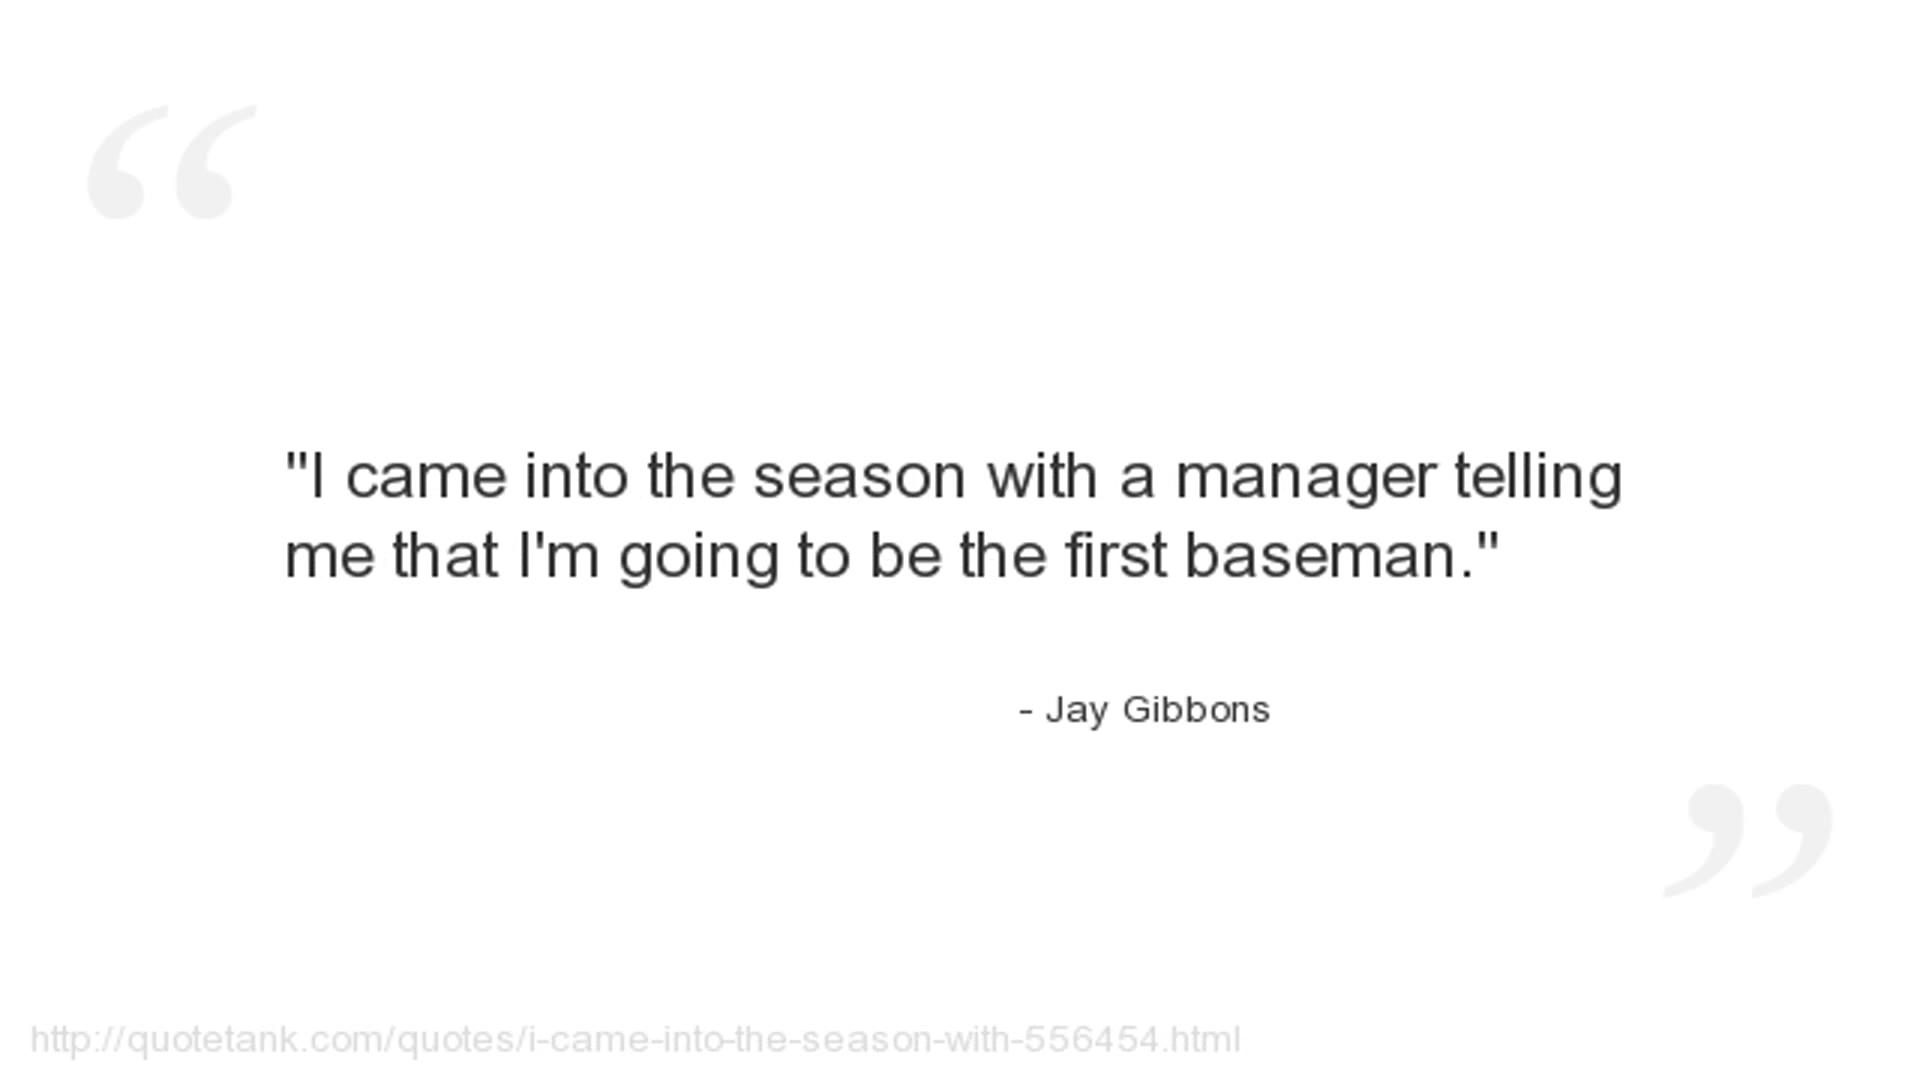 "I came into the season with a manager telling
me that I'm going to be the first baseman."
- Jay Gibbons
http://quotetank.com/quotes/i-came-into-the-season-with-556454.html